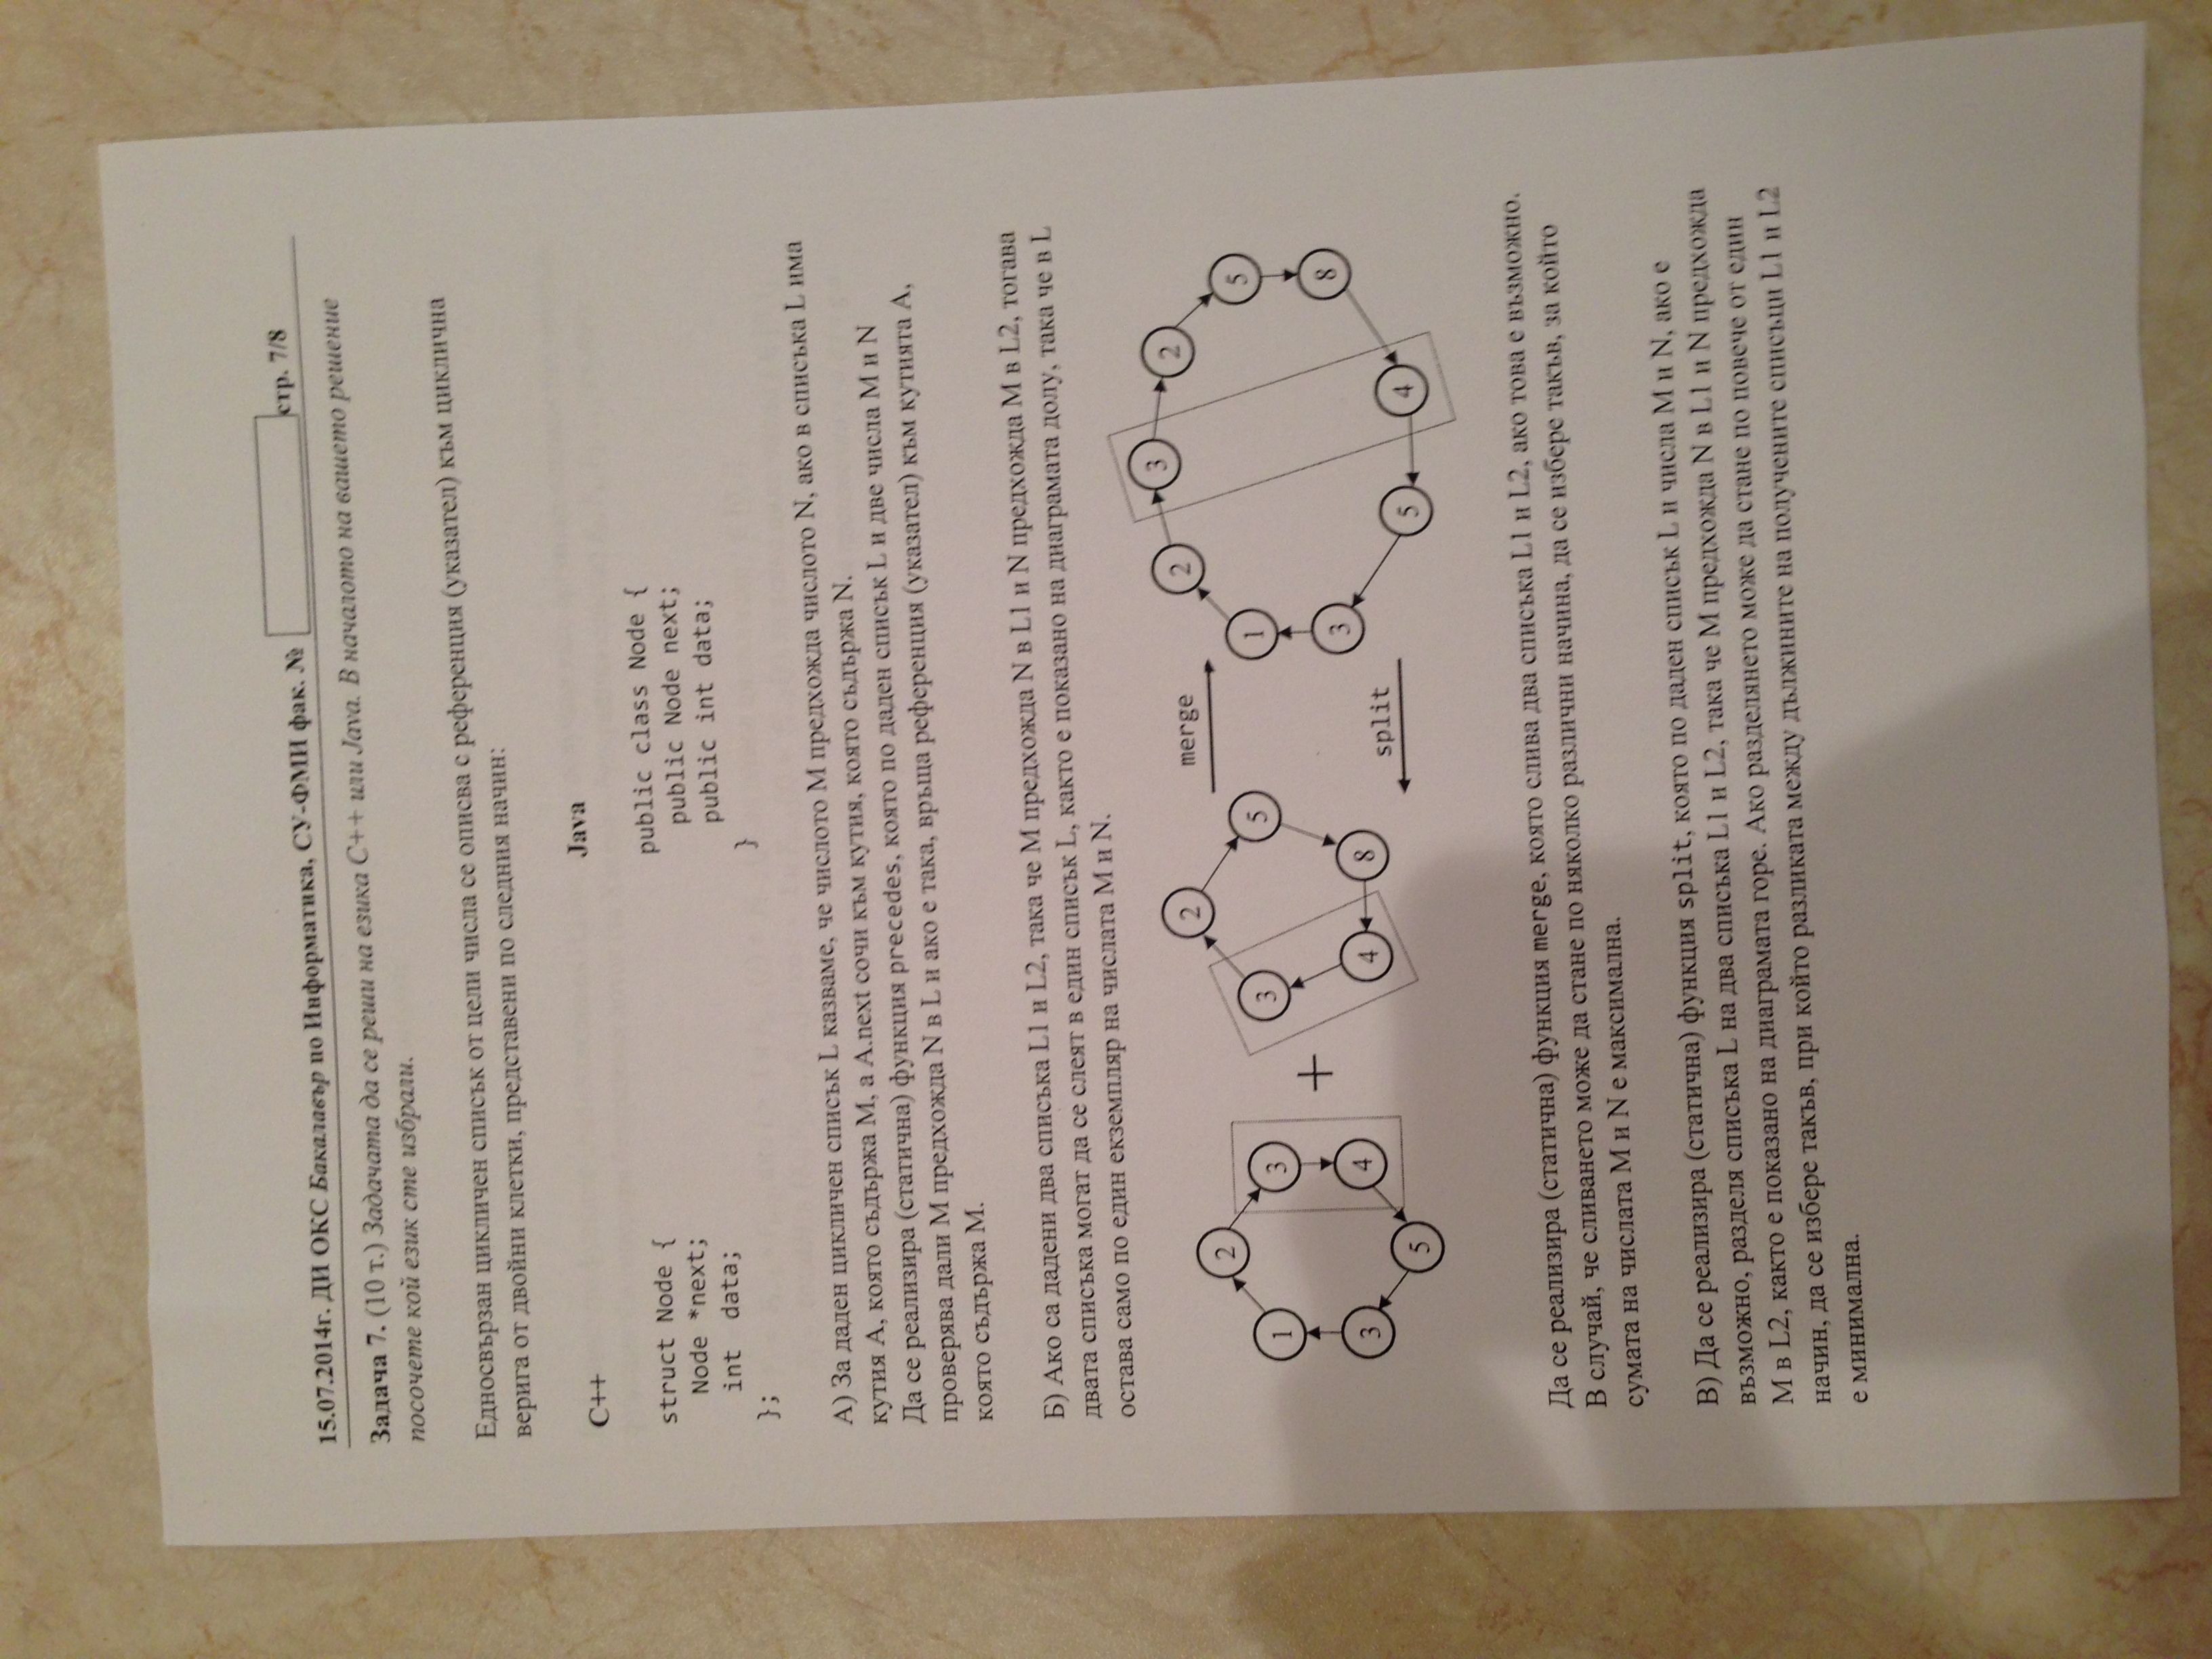 15.07.2014г. ДИ ОКС Бакалавър по Информатика, СУ-ФМИ фак. № стр. 7/8
Задача 7. (10 т.) Задачата да се реши на езика C++ или Java. В началото на вашето решение
посочете кой език сте избрали.
Едносвързан цикличен списък от цели числа се описва с референция (указател) към циклична
верига от двойни клетки, представени по следния начин:
C++
struct Node {
Node *next;
int data;
};
Java
public class Node {
public Node next;
public int data;
}
А) За даден цикличен списък L казваме, че числото M предхожда числото N, ако в списъка L има
кутия A, която съдържа M, а A.next сочи към кутия, която съдържа N.
Да се реализира (статична) функция precedes, която по даден списък L и две числа M и N
проверява дали M предхожда N в L и ако е така, връща референция (указател) към кутията A,
която съдържа M.
Б) Ако са дадени два списъка L1 и L2, така че M предхожда N в L1 и N предхожда M в L2, тогава
двата списъка могат да се слеят в един списък L, както е показано на диаграмата долу, така че в L
остава само по един екземпляр на числата M и N.
1 2 3 4 5 3
+
3 2 5 8 4
merge
split
1 2 3 2 5 8 4 5 3
Да се реализира (статична) функция merge, която слива два списъка L1 и L2, ако това е възможно.
В случай, че сливането може да стане по няколко различни начина, да се избере такъв, за който
сумата на числата M и N е максимална.
В) Да се реализира (статична) функция split, която по даден списък L и числа M и N, ако е
възможно, разделя списъка L на два списъка L1 и L2, така че M предхожда N в L1 и N предхожда
M в L2, както е показано на диаграмата горе. Ако разделянето може да стане по повече от един
начин, да се избере такъв, при който разликата между дължините на получените списъци L1 и L2
е минимална.